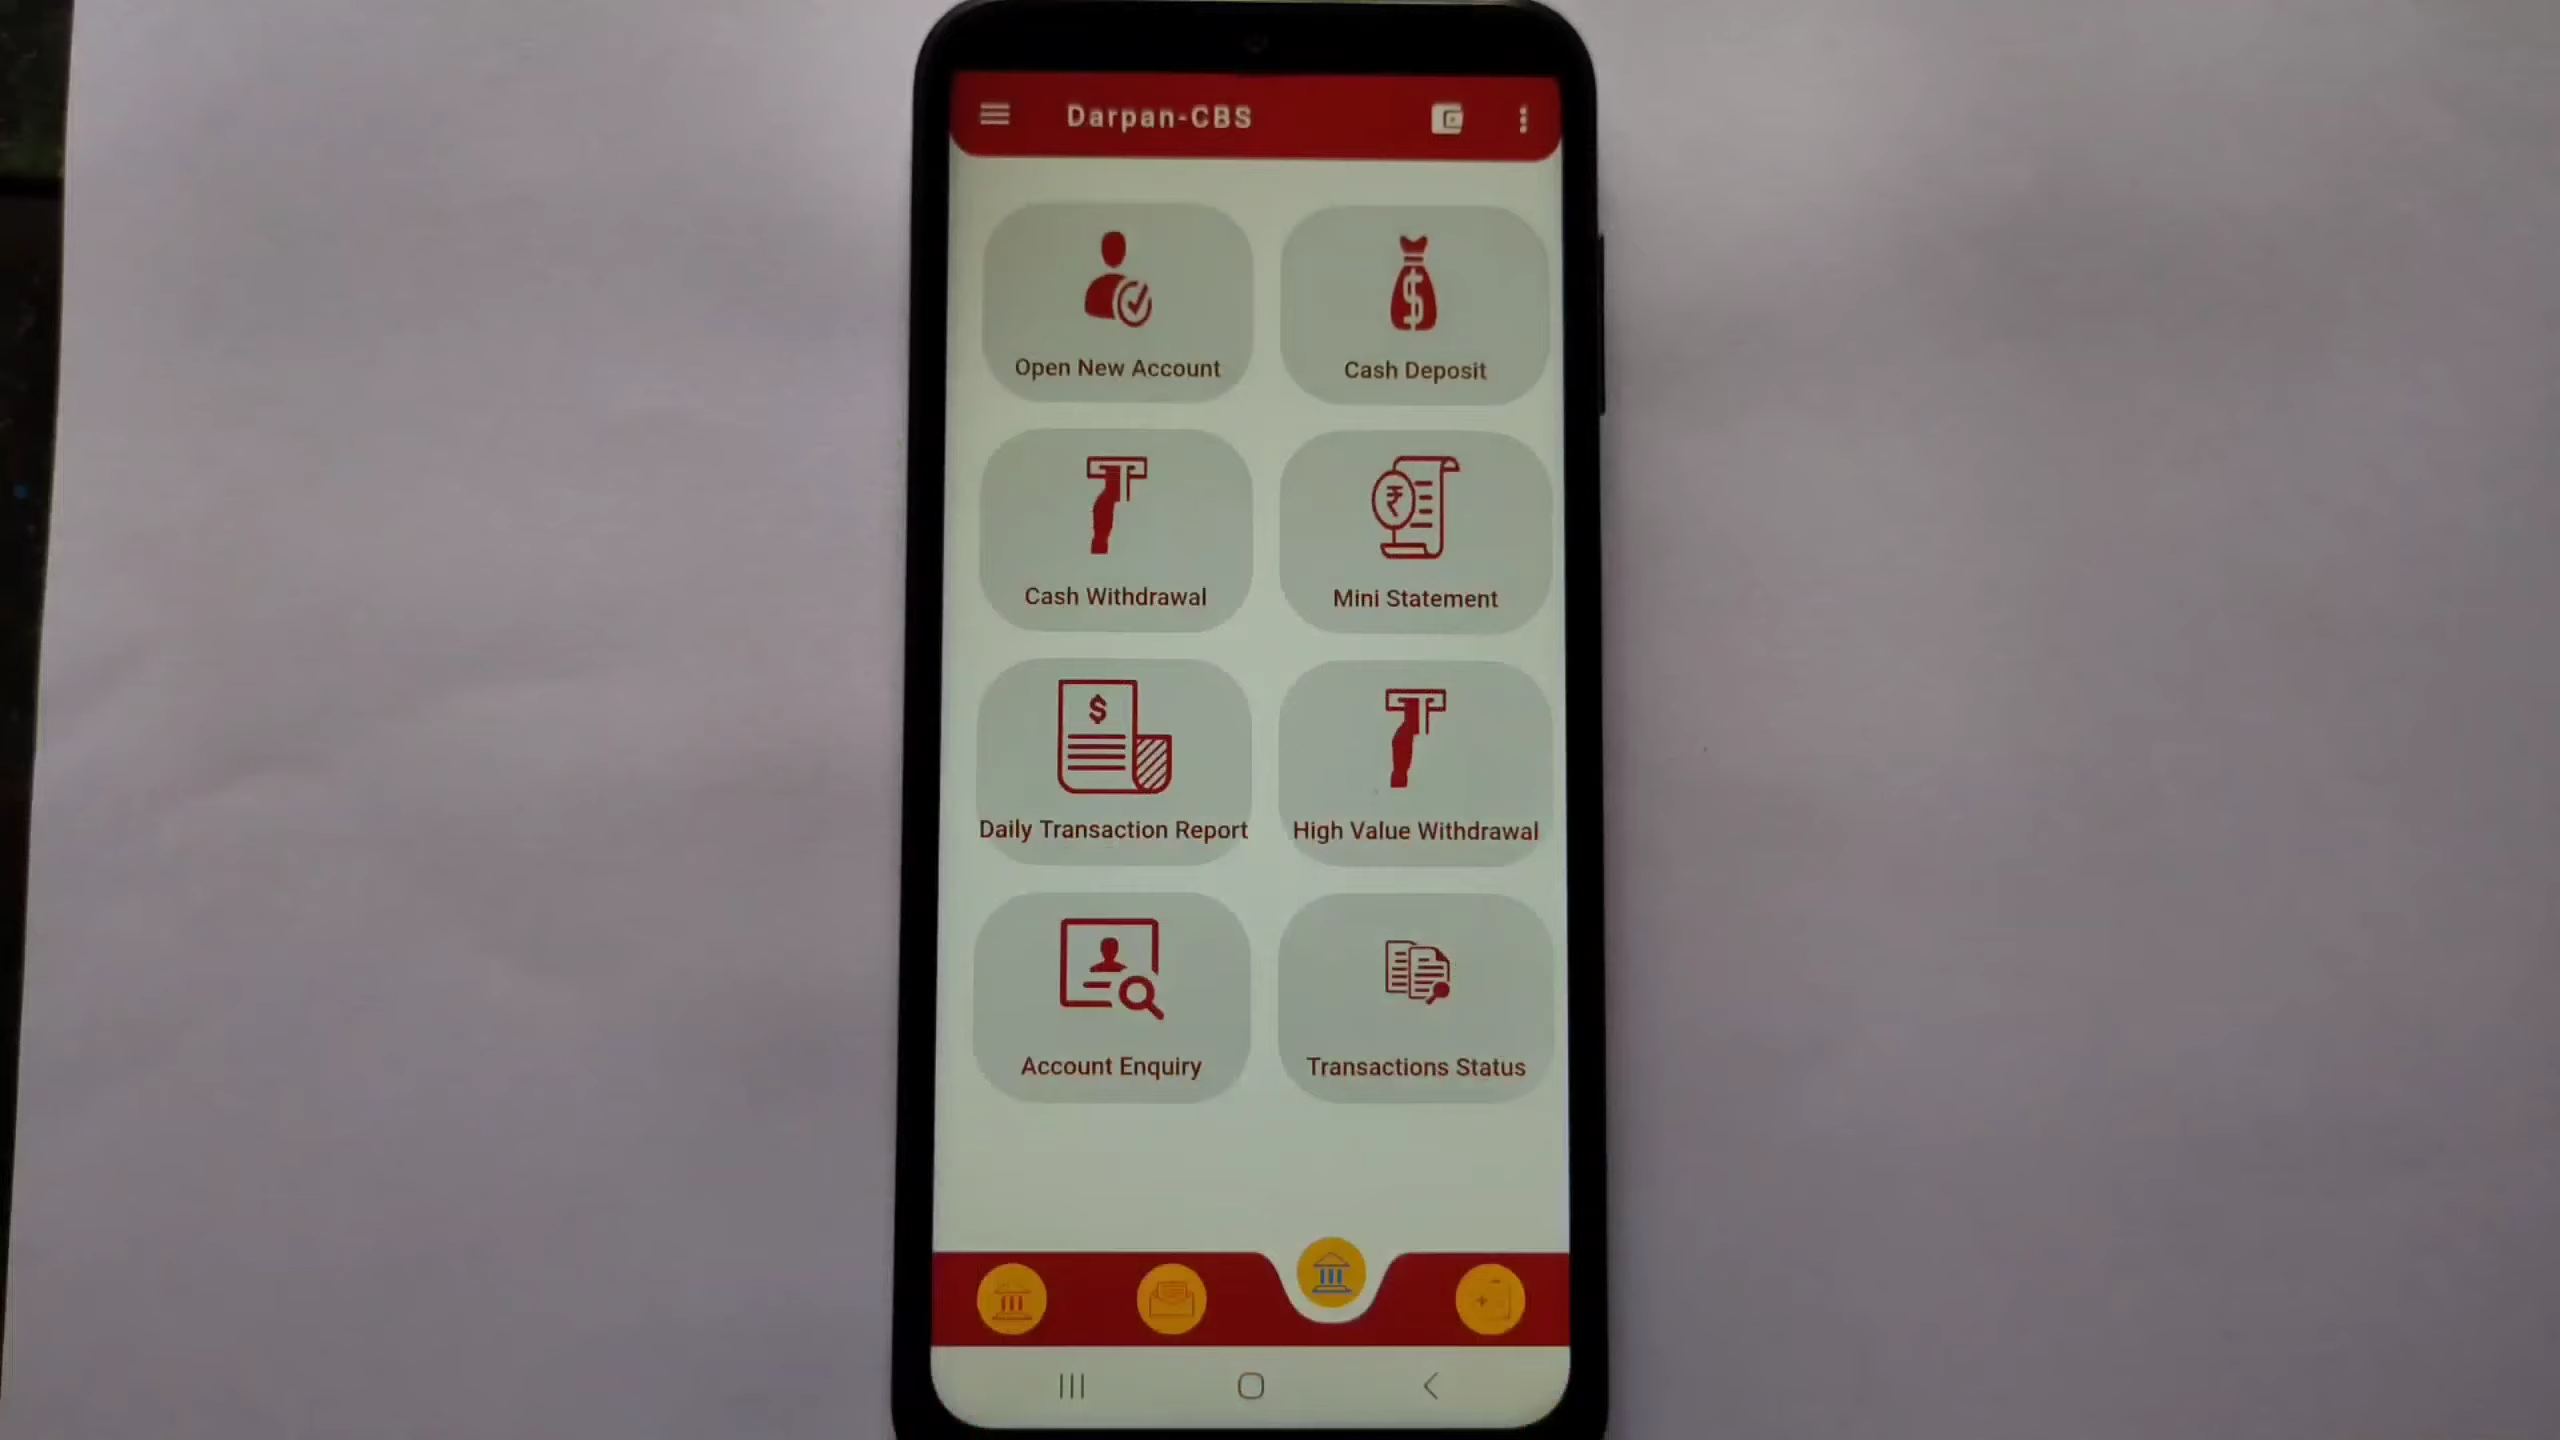 Darpan-CBS
Open New Account
Cash Deposit
Cash Withdrawal
Mini Statement
Daily Transaction Report
High Value Withdrawal
Account Enquiry
Transactions Status